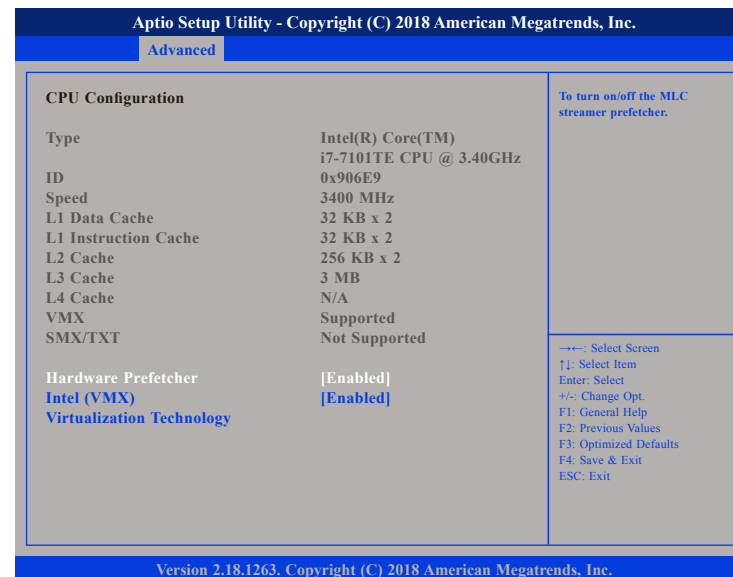 Aptio Setup Utility - Copyright (C) 2018 American Megatrends, Inc.
Advanced
CPU Configuration
Type Intel(R) Core(TM)
i7-7101TE CPU @ 3.40GHz
ID 0x906E9
Speed 3400 MHz
L1 Data Cache 32 KB x 2
L1 Instruction Cache 32 KB x 2
L2 Cache 256 KB x 2
L3 Cache 3 MB
L4 Cache N/A
VMX Supported
SMX/TXT Not Supported
Hardware Prefetcher [Enabled]
Intel (VMX) [Enabled]
Virtualization Technology
To turn on/off the MLC
streamer prefetcher.
→←: Select Screen
↑↓: Select Item
Enter: Select
+/-: Change Opt.
F1: General Help
F2: Previous Values
F3: Optimized Defaults
F4: Save & Exit
ESC: Exit
Version 2.18.1263. Copyright (C) 2018 American Megatrends, Inc.